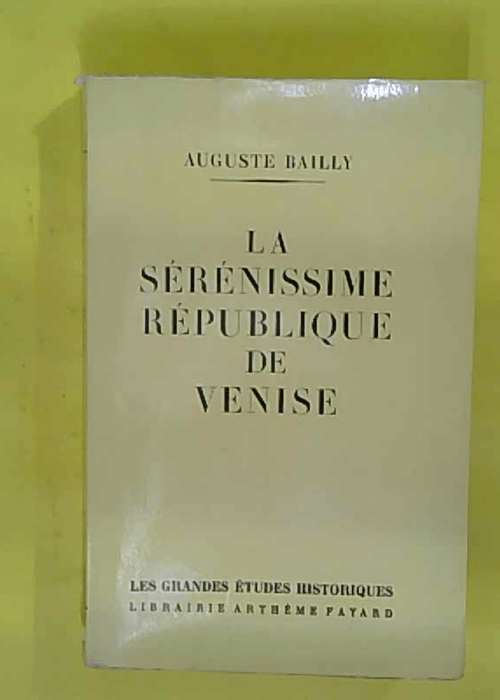 AUGUSTE BAILLY
LA
SÉRÉNISSIME
RÉPUBLIQUE
DE
VENISE
LES GRANDES ÉTUDES HISTORIQUES
LIBRAIRIE ARTHÈME FAYARD